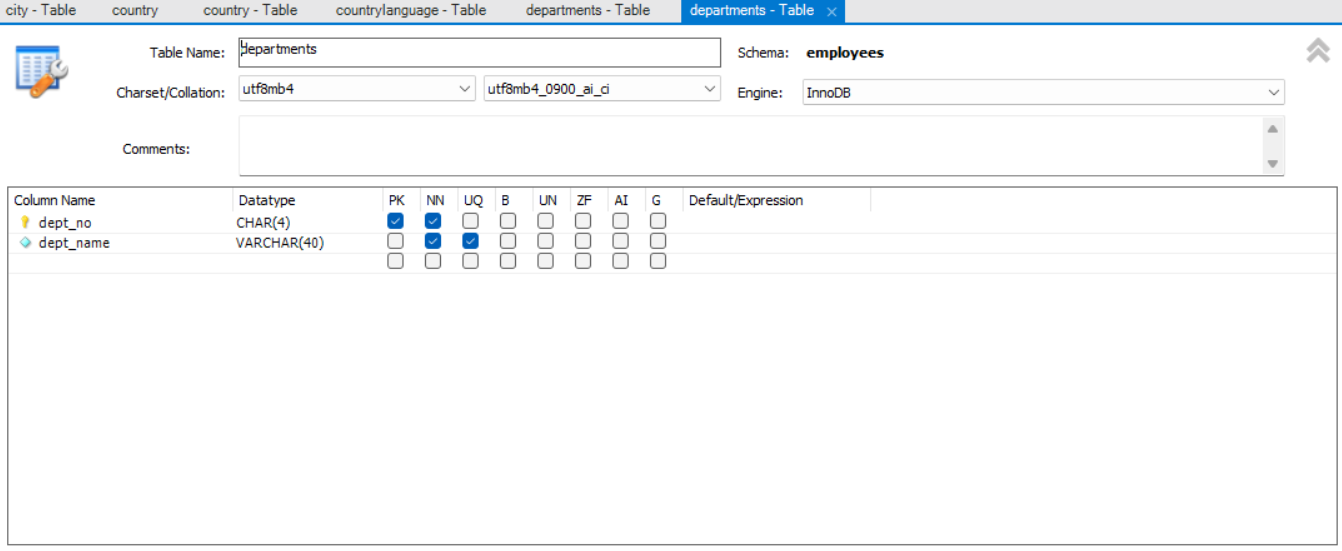 city - Table country country - Table countrylanguage - Table departments - Table departments - Table ×
Table Name: departments Schema: employees
Charset/Collation: utf8mb4 utf8mb4_0900_ai_ci Engine: InnoDB
Comments:
Column Name Datatype PK NN UQ B UN ZF AI G Default/Expression
dept_no CHAR(4)
dept_name VARCHAR(40)